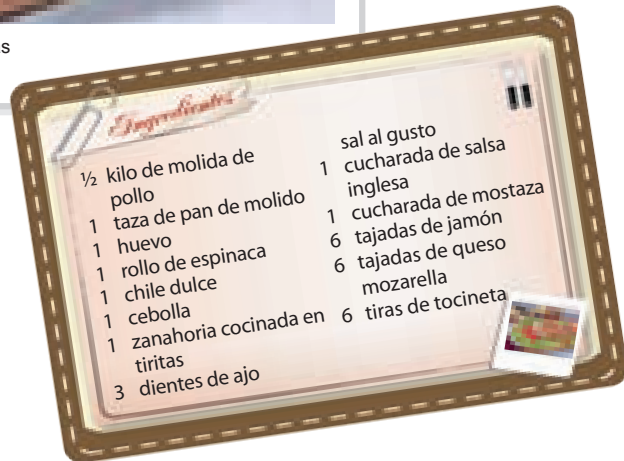 s
Ingredientes
½ kilo de molida de
pollo
1 taza de pan de molido
1 huevo
1 rollo de espinaca
1 chile dulce
1 cebolla
1 zanahoria cocinada en
tiritas
3 dientes de ajo
sal al gusto
1 cucharada de salsa
inglesa
1 cucharada de mostaza
6 tajadas de jamón
6 tajadas de queso
mozarella
6 tiras de tocineta